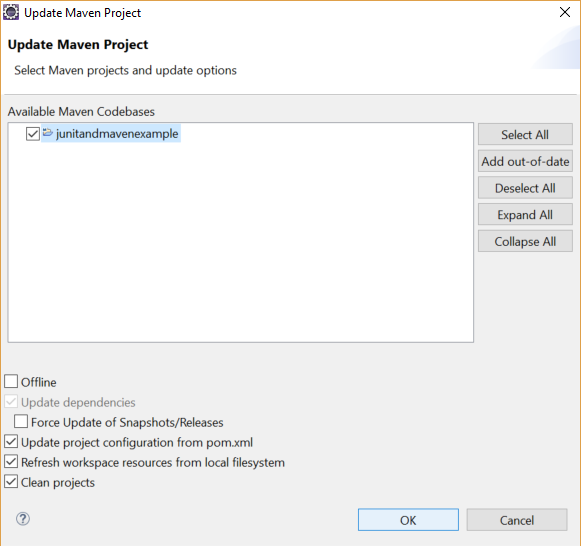 Update Maven Project
Update Maven Project
Select Maven projects and update options
Available Maven Codebases
junitandmavenexample
Select All
Add out-of-date
Deselect All
Expand All
Collapse All
Offline
Update dependencies
Force Update of Snapshots/Releases
Update project configuration from pom.xml
Refresh workspace resources from local filesystem
Clean projects
?
OK
Cancel